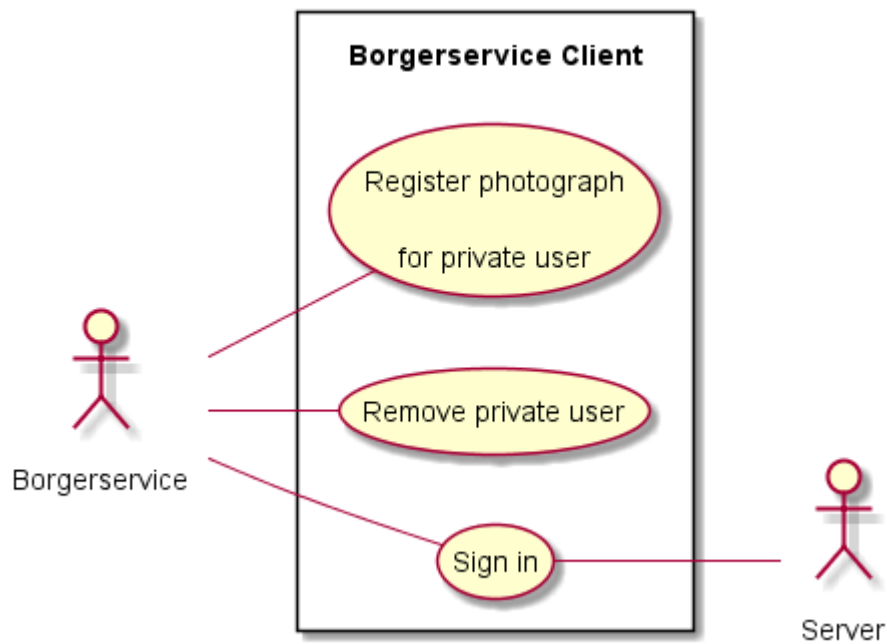 Borgerservice Client
Register photograph
for private user
Remove private user
Borgerservice
Sign in
Server